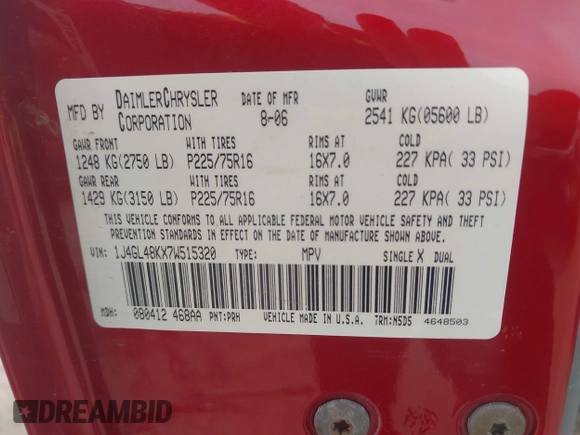 MFD BY DAIMLERCHRYSLER CORPORATION DATE OF MFR 8-06 GVWR 2541 KG(05600 LB)
GAWR FRONT WITH TIRES RIMS AT COLD
1248 KG(2750 LB) P225/75R16 16X7.0 227 KPA( 33 PSI)
GAWR REAR WITH TIRES RIMS AT COLD
1429 KG(3150 LB) P225/75R16 16X7.0 227 KPA( 33 PSI)
THIS VEHICLE CONFORMS TO ALL APPLICABLE FEDERAL MOTOR VEHICLE SAFETY AND THEFT
PREVENTION STANDARDS IN EFFECT ON THE DATE OF MANUFACTURE SHOWN ABOVE.
VIN: 1J4GL48KX7W515320 TYPE: MPV SINGLE X DUAL
MDH: 080412 468AA PNT:PRH VEHICLE MADE IN U.S.A. TRM:N5D5 4648503
DREAMBID